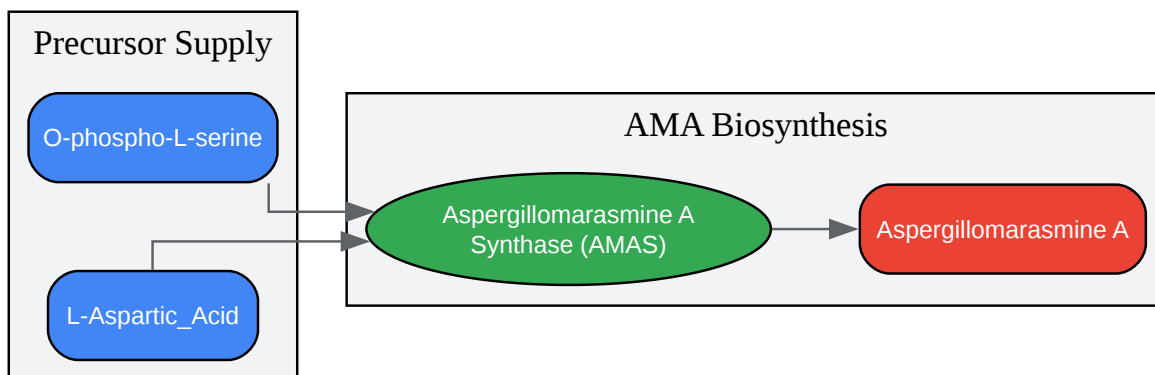 Precursor Supply
O-phospho-L-serine
L-Aspartic_Acid
AMA Biosynthesis
Aspergillomarasmine A
Synthase (AMAS)
Aspergillomarasmine A